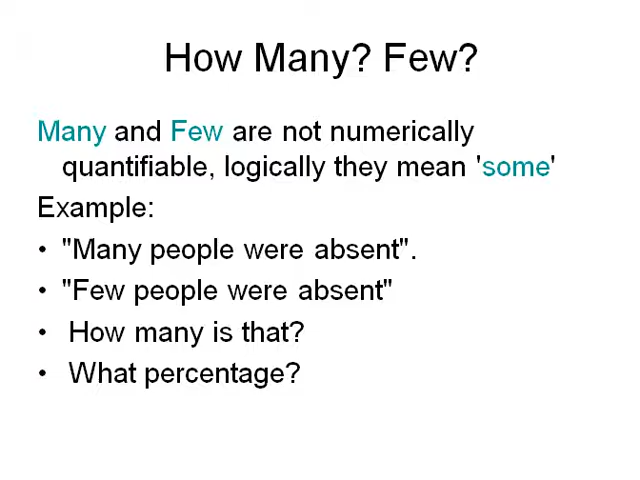 How Many? Few?
Many and Few are not numerically
quantifiable, logically they mean 'some'
Example:
• "Many people were absent".
• "Few people were absent"
• How many is that?
• What percentage?